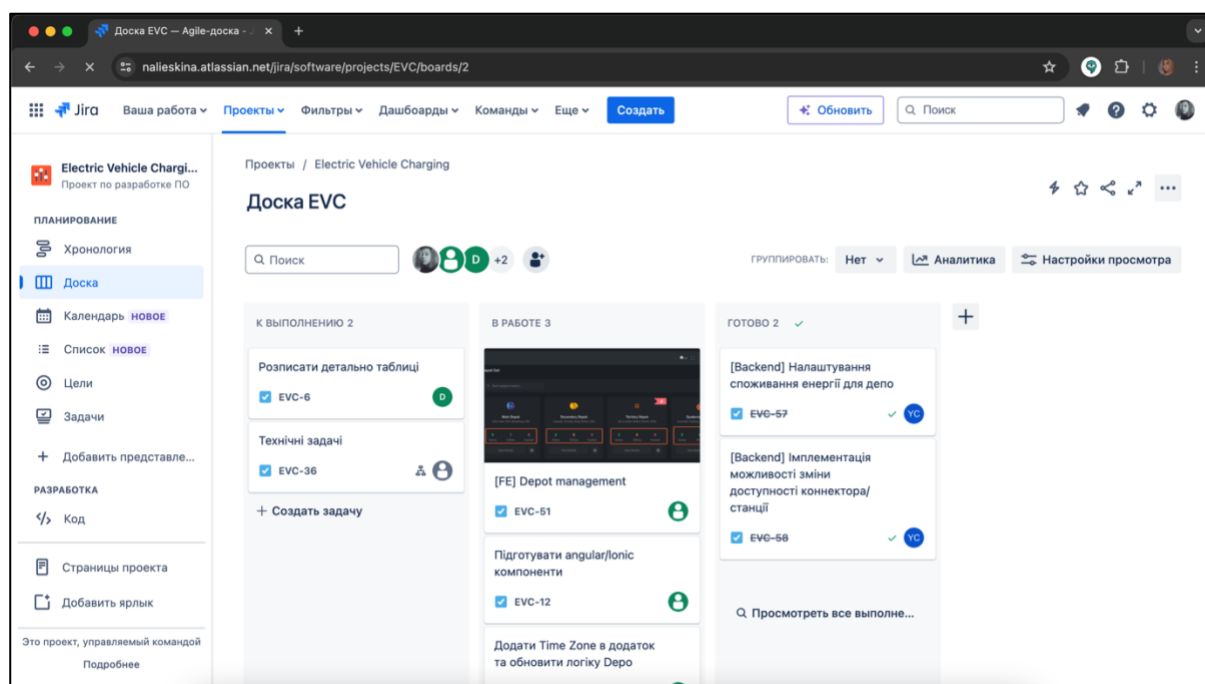 Доска EVC — Agile-доска -
nalieskina.atlassian.net/jira/software/projects/EVC/boards/2
Jira Ваша работа Проекты Фильтры Дашбоарды Команды Еще Создать Обновить Поиск
Electric Vehicle Chargi...
Проект по разработке ПО
ПЛАНИРОВАНИЕ
Хронология
Доска
Календарь НОВОЕ
Список НОВОЕ
Цели
Задачи
+ Добавить представле...
РАЗРАБОТКА
Код
Страницы проекта
Добавить ярлык
Это проект, управляемый командой
Подробнее
Проекты / Electric Vehicle Charging
Доска EVC
Поиск D +2 ГРУППИРОВАТЬ: Нет Аналитика Настройки просмотра
К ВЫПОЛНЕНИЮ 2
Розписати детально таблиці
EVC-6 D
Технічні задачі
EVC-36
+ Создать задачу
В РАБОТЕ 3
[FE] Depot management
EVC-51
Підготувати angular/Ionic
компоненти
EVC-12
Додати Time Zone в додаток
та обновити логіку Depo
ГОТОВО 2
[Backend] Налаштування
споживання енергії для депо
EVC-57 YC
[Backend] Імплементація
можливості зміни
доступності коннектора/
станції
EVC-58 YC
Просмотреть все выполне...